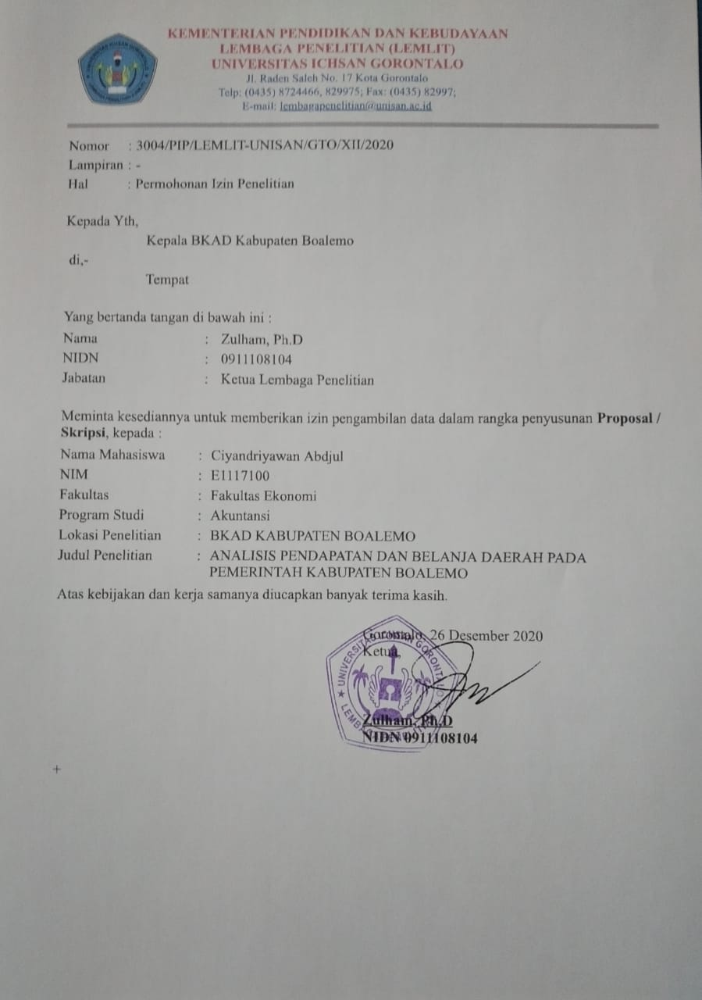 KEMENTERIAN PENDIDIKAN DAN KEBUDAYAAN
LEMBAGA PENELITIAN (LEMLIT)
UNIVERSITAS ICHSAN GORONTALO
Jl. Raden Saleh No. 17 Kota Gorontalo
Telp: (0435) 8724466, 829975; Fax: (0435) 82997;
E-mail: lembagapenelitian@unisan.ac.id
Nomor : 3004/PIP/LEMLIT-UNISAN/GTO/XII/2020
Lampiran : -
Hal : Permohonan Izin Penelitian
Kepada Yth,
Kepala BKAD Kabupaten Boalemo
di,-
Tempat
Yang bertanda tangan di bawah ini :
Nama : Zulham, Ph.D
NIDN : 0911108104
Jabatan : Ketua Lembaga Penelitian
Meminta kesediannya untuk memberikan izin pengambilan data dalam rangka penyusunan Proposal /
Skripsi, kepada :
Nama Mahasiswa : Ciyandriyawan Abdjul
NIM : E1117100
Fakultas : Fakultas Ekonomi
Program Studi : Akuntansi
Lokasi Penelitian : BKAD KABUPATEN BOALEMO
Judul Penelitian : ANALISIS PENDAPATAN DAN BELANJA DAERAH PADA
PEMERINTAH KABUPATEN BOALEMO
Atas kebijakan dan kerja samanya diucapkan banyak terima kasih.
Gorontalo, 26 Desember 2020
Ketua,
Zulham, Ph.D
NIDN 0911108104